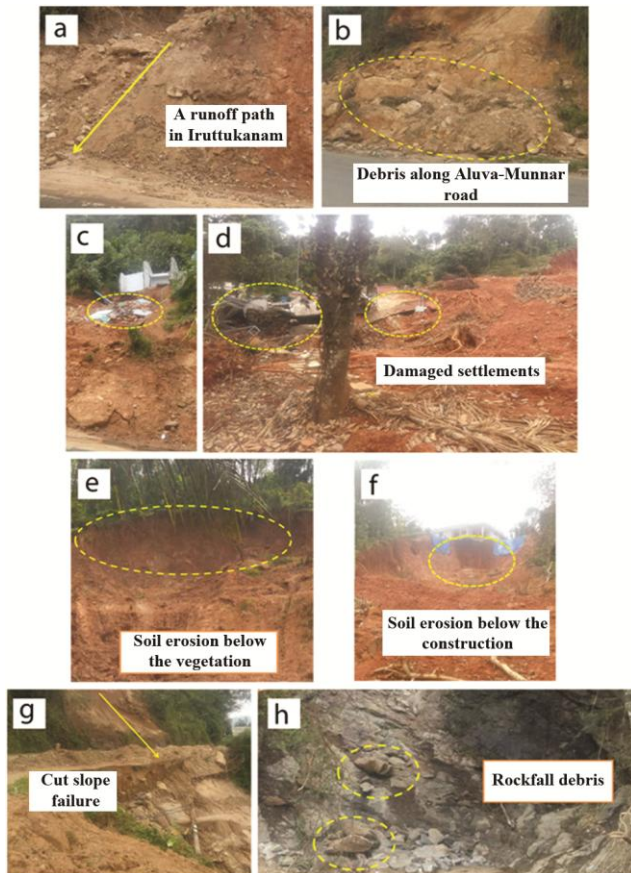 a
A runoff path
in Iruttukanam
b
Debris along Aluva-Munnar
road
c
d
Damaged settlements
e
Soil erosion below
the vegetation
f
Soil erosion below the
construction
g
Cut slope
failure
h
Rockfall debris